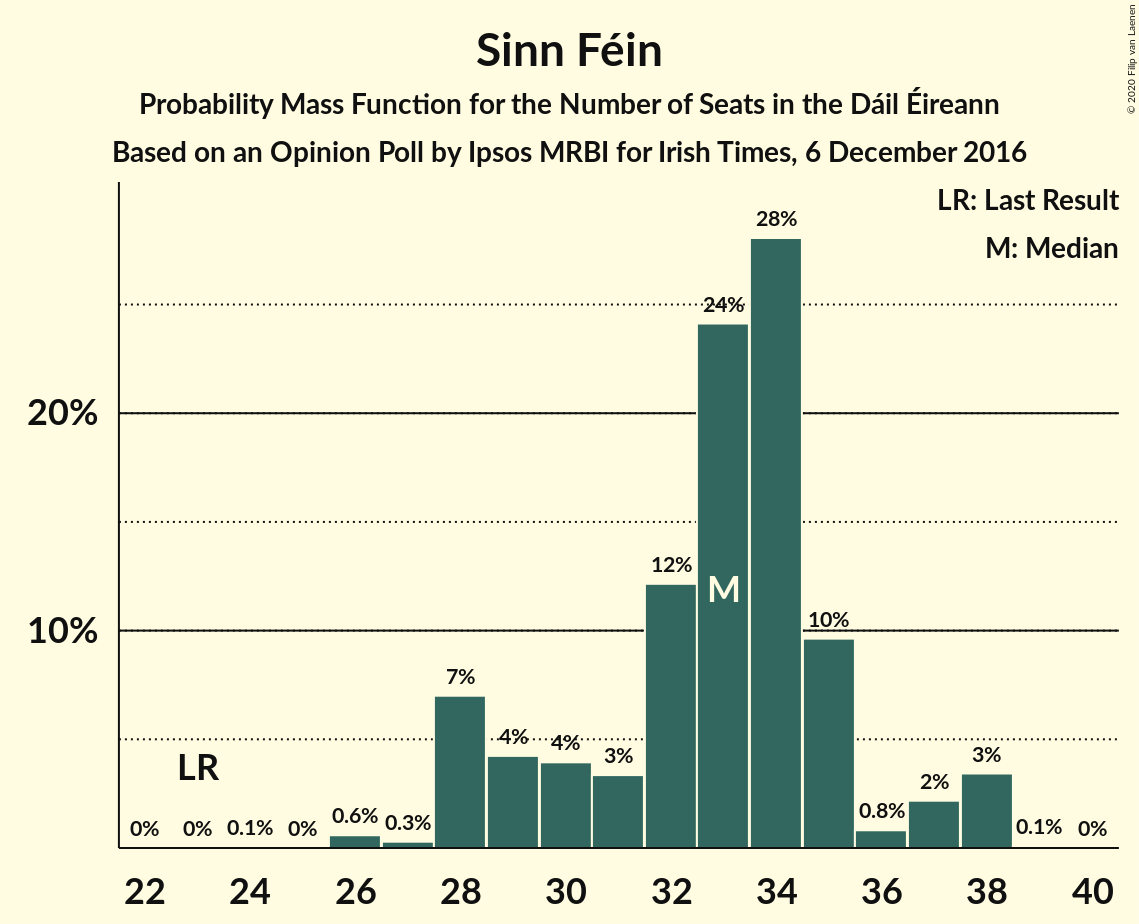 Sinn Féin
Probability Mass Function for the Number of Seats in the Dáil Éireann
Based on an Opinion Poll by Ipsos MRBI for Irish Times, 6 December 2016
© 2020 Filip van Laenen
LR: Last Result
M: Median
20%
10%
0%
0%
0.1%
0%
0.6%
0.3%
7%
4%
4%
3%
12%
24%
28%
10%
0.8%
2%
3%
0.1%
0%
LR
M
22 24 26 28 30 32 34 36 38 40